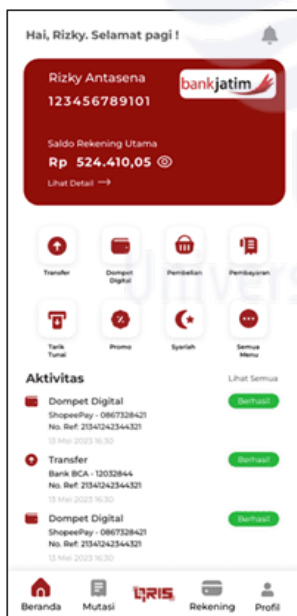 Hai, Rizky. Selamat pagi !
Rizky Antasena
bankjatim
123456789101
Saldo Rekening Utama
Rp 524.410,05
Lihat Detail →
Transfer
Dompet
Digital
Pembelian
Pembayaran
Tarik
Tunai
Promo
Syariah
Semua
Menu
Aktivitas
Lihat Semua
Dompet Digital
Berhasil
ShopeePay - 0867328421
No. Ref: 21341242344321
13 Mei 2023 16:30
Transfer
Berhasil
Bank BCA - 12032844
No. Ref: 21341242344321
13 Mei 2023 16:30
Dompet Digital
Berhasil
ShopeePay - 0867328421
No. Ref: 21341242344321
13 Mei 2023 16:30
Beranda
Mutasi
QRIS
Rekening
Profil